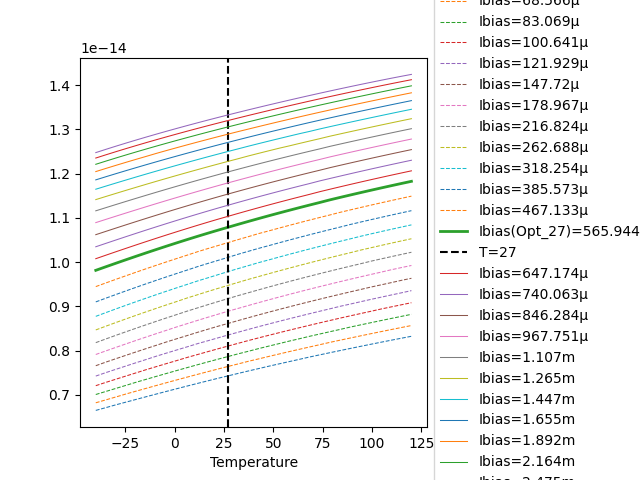 Ibias=68.566µ
Ibias=83.069µ
Ibias=100.641µ
Ibias=121.929µ
Ibias=147.72µ
Ibias=178.967µ
Ibias=216.824µ
Ibias=262.688µ
Ibias=318.254µ
Ibias=385.573µ
Ibias=467.133µ
Ibias(Opt_27)=565.944
T=27
Ibias=647.174µ
Ibias=740.063µ
Ibias=846.284µ
Ibias=967.751µ
Ibias=1.107m
Ibias=1.265m
Ibias=1.447m
Ibias=1.655m
Ibias=1.892m
Ibias=2.164m
Ibias=2.475m
1e−14
1.4
1.3
1.2
1.1
1.0
0.9
0.8
0.7
−25 0 25 50 75 100 125
Temperature